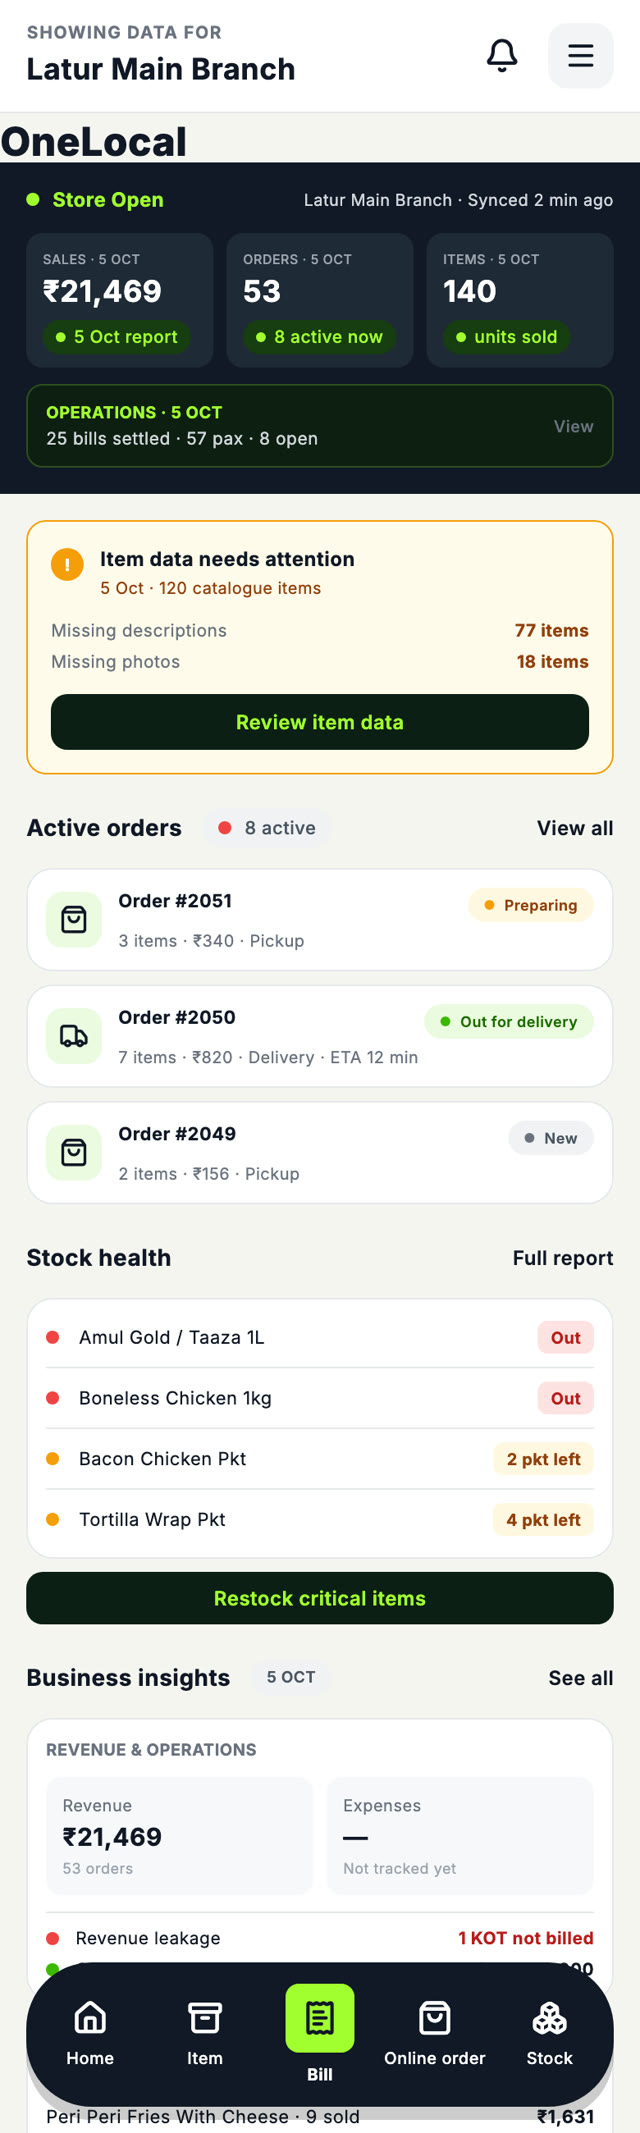 SHOWING DATA FOR
Latur Main Branch
OneLocal
Store Open
Latur Main Branch · Synced 2 min ago
SALES · 5 OCT
₹21,469
5 Oct report
ORDERS · 5 OCT
53
8 active now
ITEMS · 5 OCT
140
units sold
OPERATIONS · 5 OCT
25 bills settled · 57 pax · 8 open
View
Item data needs attention
5 Oct · 120 catalogue items
Missing descriptions 77 items
Missing photos 18 items
Review item data
Active orders 8 active View all
Order #2051 Preparing
3 items · ₹340 · Pickup
Order #2050 Out for delivery
7 items · ₹820 · Delivery · ETA 12 min
Order #2049 New
2 items · ₹156 · Pickup
Stock health Full report
Amul Gold / Taaza 1L Out
Boneless Chicken 1kg Out
Bacon Chicken Pkt 2 pkt left
Tortilla Wrap Pkt 4 pkt left
Restock critical items
Business insights 5 OCT See all
REVENUE & OPERATIONS
Revenue
₹21,469
53 orders
Expenses
—
Not tracked yet
Revenue leakage 1 KOT not billed
Home
Item
Bill
Online order
Stock
Peri Peri Fries With Cheese · 9 sold ₹1,631